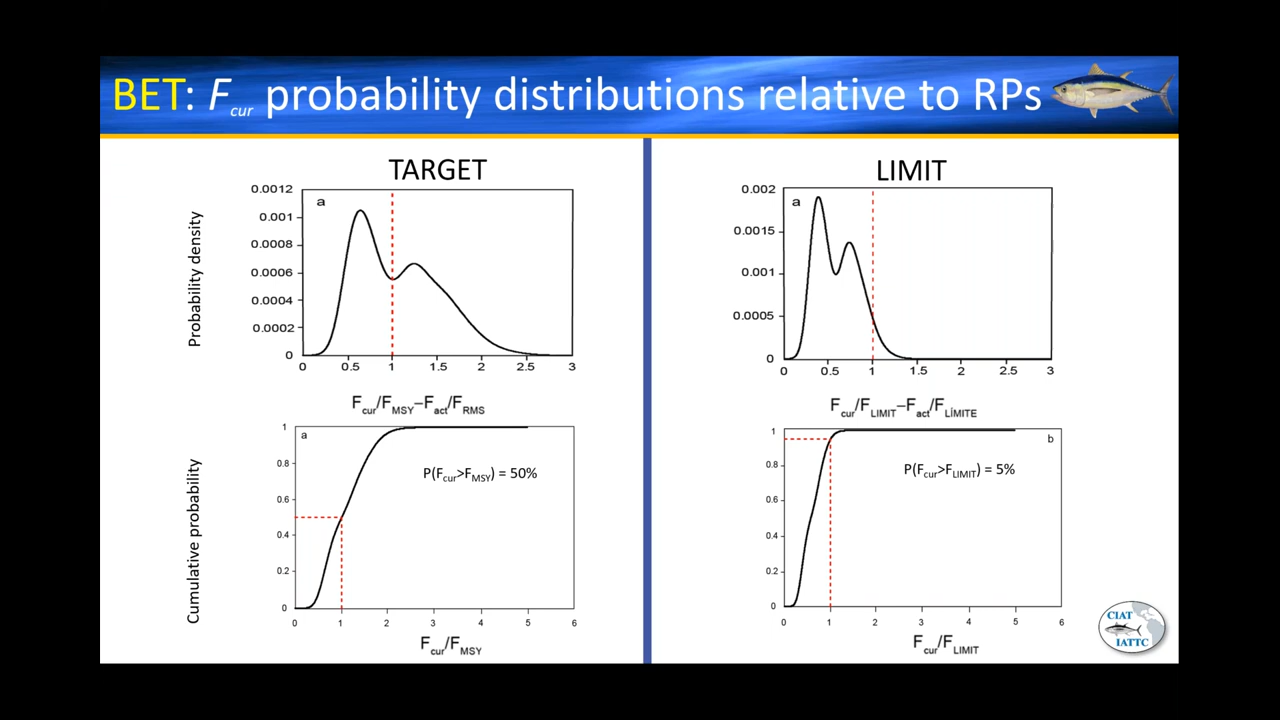 BET: Fcur probability distributions relative to RPs
TARGET
Probability density
0.0012
0.001
0.0008
0.0006
0.0004
0.0002
0
a
0 0.5 1 1.5 2 2.5 3
Fcur/FMSY–Fact/FRMS
Cumulative probability
1
0.8
0.6
0.4
0.2
0
a
P(Fcur>FMSY) = 50%
0 1 2 3 4 5 6
Fcur/FMSY
LIMIT
0.002
0.0015
0.001
0.0005
0
a
0 0.5 1 1.5 2 2.5 3
Fcur/FLIMIT–Fact/FLÍMITE
1
0.8
0.6
0.4
0.2
0
b
P(Fcur>FLIMIT) = 5%
0 1 2 3 4 5 6
Fcur/FLIMIT
CIAT
IATTC